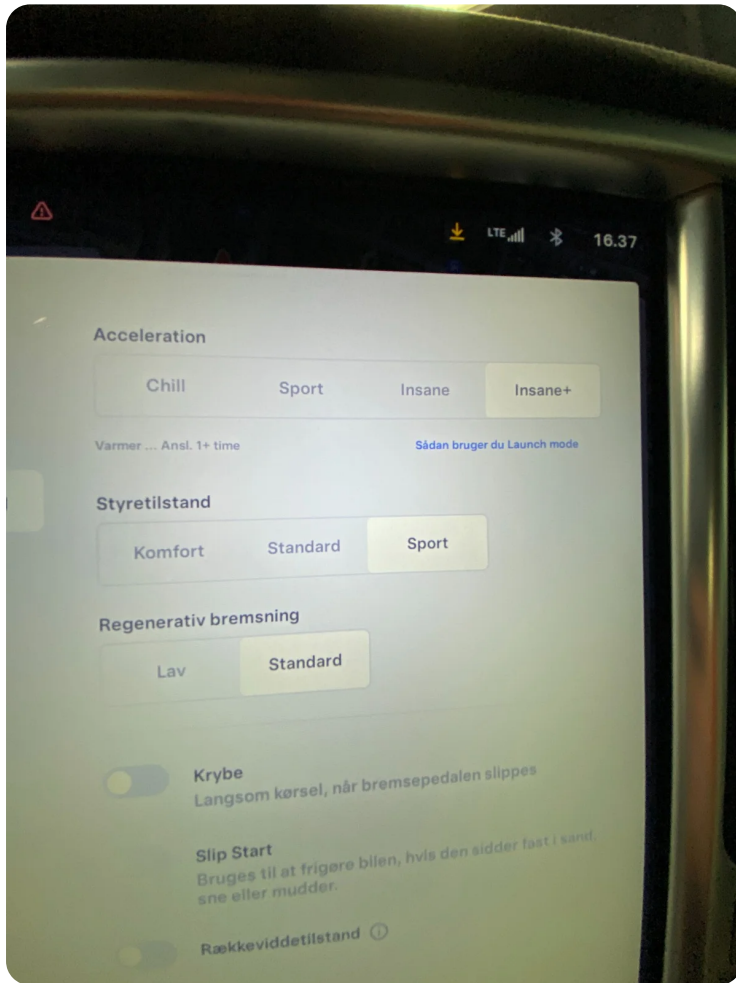 LTE 16.37
Acceleration
Chill Sport Insane Insane+
Varmer ... Ansl. 1+ time Sådan bruger du Launch mode
Styretilstand
Komfort Standard Sport
Regenerativ bremsning
Lav Standard
Krybe
Langsom kørsel, når bremsepedalen slippes
Slip Start
Bruges til at frigøre bilen, hvis den sidder fast i sand,
sne eller mudder.
Rækkeviddetilstand